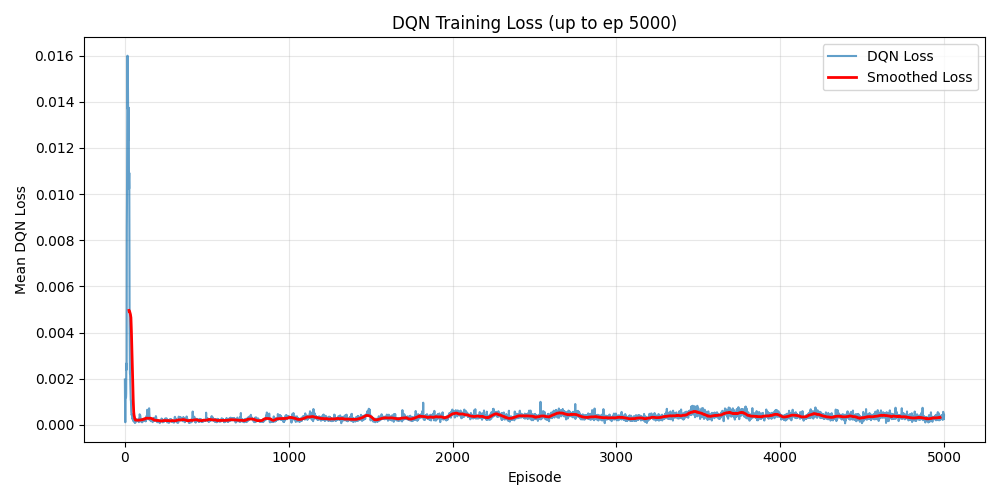 DQN Training Loss (up to ep 5000)
DQN Loss
Smoothed Loss
Mean DQN Loss
0.016
0.014
0.012
0.010
0.008
0.006
0.004
0.002
0.000
0 1000 2000 3000 4000 5000
Episode